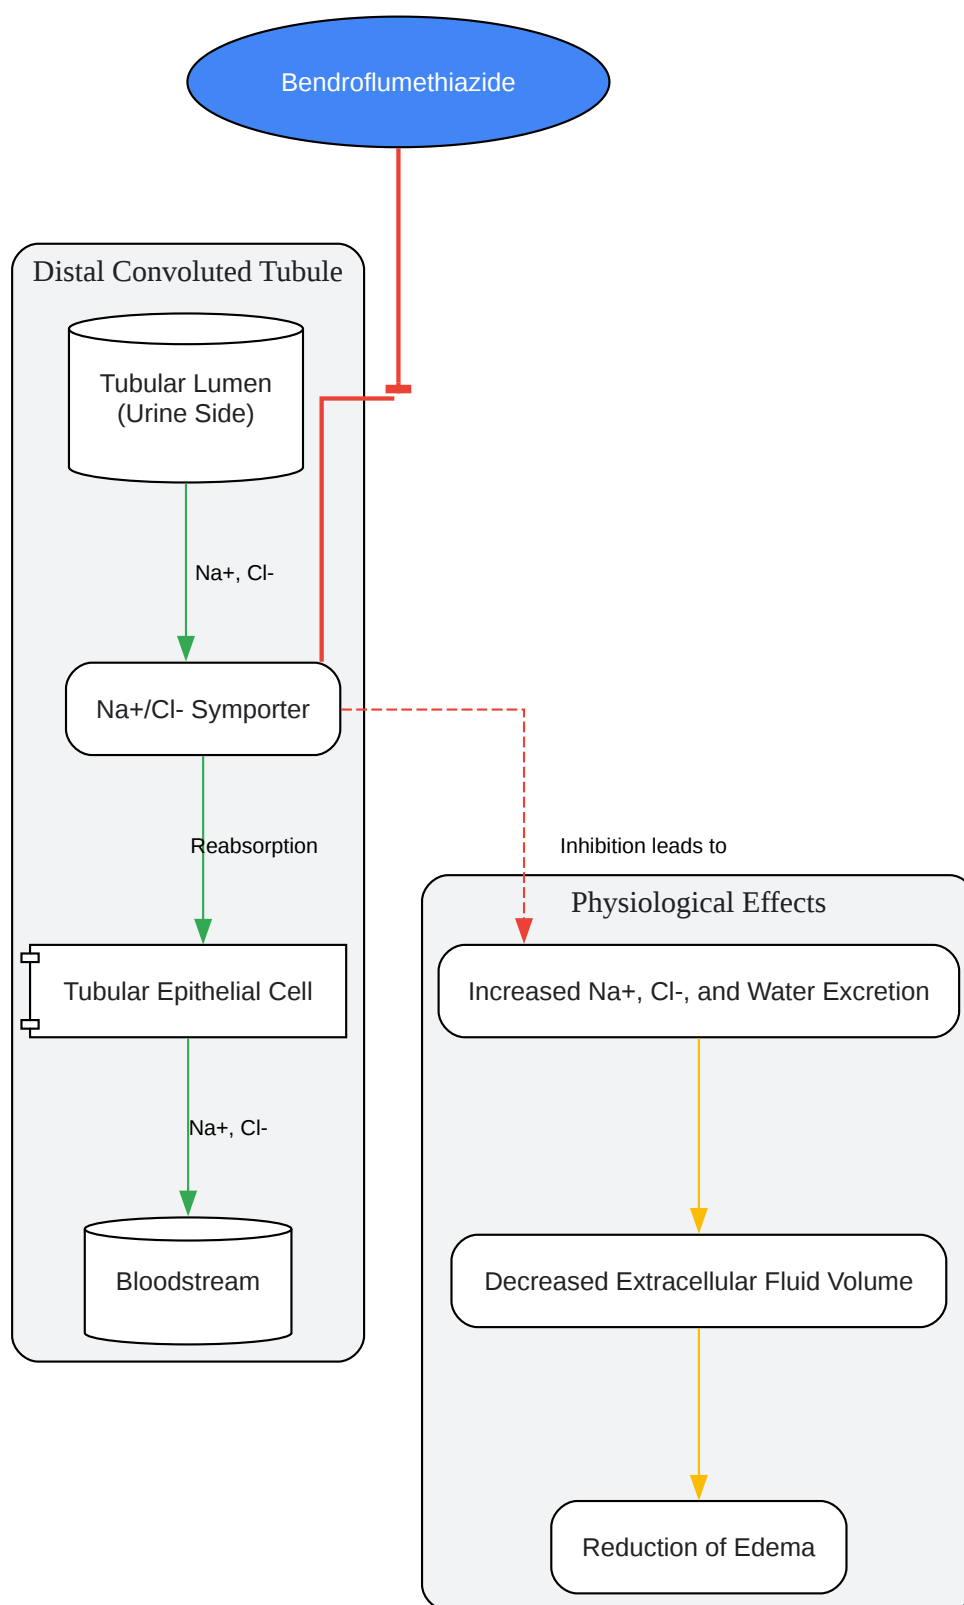 Bendroflumethiazide
Distal Convoluted Tubule
Tubular Lumen
(Urine Side)
Na+, Cl-
Na+/Cl- Symporter
Reabsorption
Inhibition leads to
Physiological Effects
Tubular Epithelial Cell
Increased Na+, Cl-, and Water Excretion
Na+, Cl-
Bloodstream
Decreased Extracellular Fluid Volume
Reduction of Edema